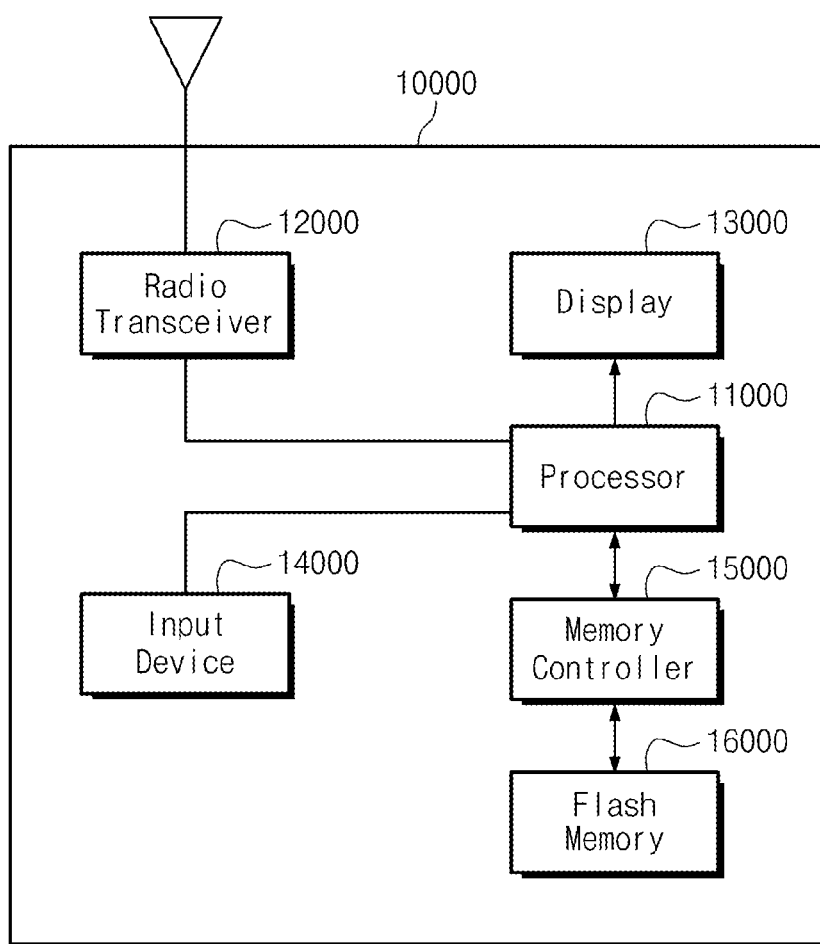 10000
12000
Radio
Transceiver
13000
Display
11000
Processor
14000
Input
Device
15000
Memory
Controller
16000
Flash
Memory